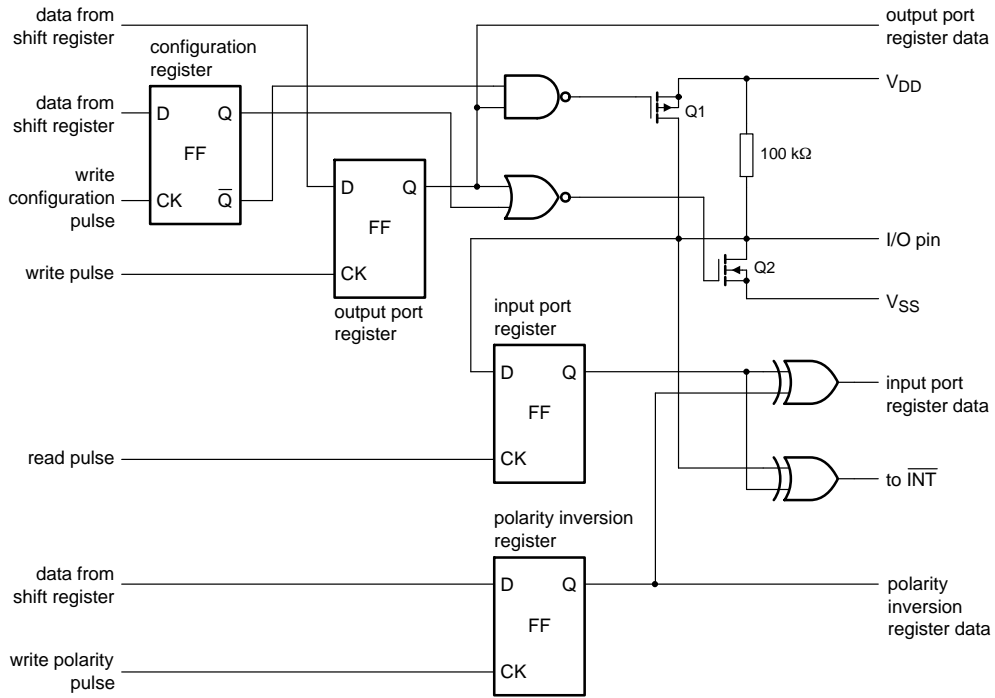 data from
shift register
configuration
register
data from
shift register
D
Q
FF
write
configuration
pulse
CK
Q̅
D
Q
FF
CK
write pulse
output port
register
output port
register data
Q1
V_DD
100 kΩ
I/O pin
Q2
V_SS
input port
register
D
Q
FF
CK
read pulse
input port
register data
to I̅N̅T̅
polarity inversion
register
data from
shift register
D
Q
FF
CK
write polarity
pulse
polarity
inversion
register data